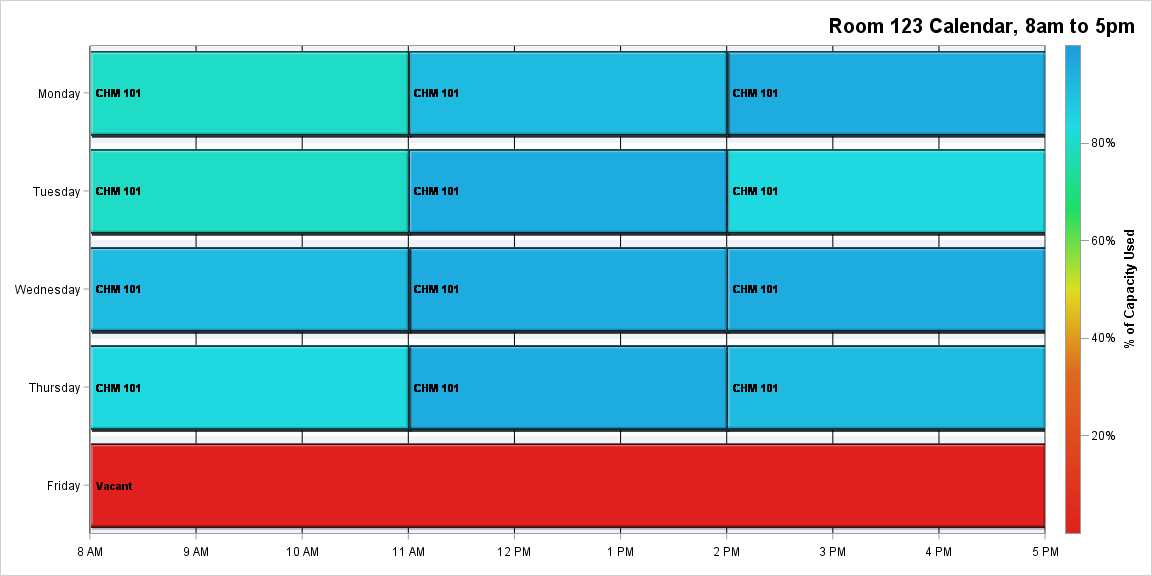 Room 123 Calendar, 8am to 5pm
Monday
CHM 101
CHM 101
CHM 101
Tuesday
CHM 101
CHM 101
CHM 101
Wednesday
CHM 101
CHM 101
CHM 101
Thursday
CHM 101
CHM 101
CHM 101
Friday
Vacant
8 AM
9 AM
10 AM
11 AM
12 PM
1 PM
2 PM
3 PM
4 PM
5 PM
80%
60%
40%
20%
% of Capacity Used